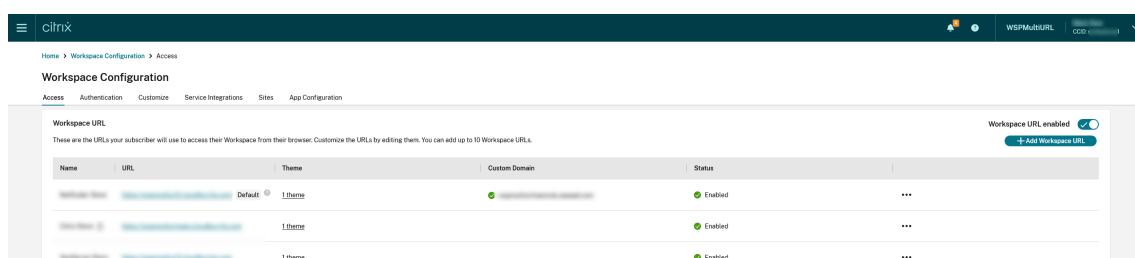 citrix
WSPMultiURL
CCID:
Home > Workspace Configuration > Access
Workspace Configuration
Access Authentication Customize Service Integrations Sites App Configuration
Workspace URL
Workspace URL enabled
These are the URLs your subscriber will use to access their Workspace from their browser. Customize the URLs by editing them. You can add up to 10 Workspace URLs.
+ Add Workspace URL
Name URL Theme Custom Domain Status
Default 1 theme Enabled
1 theme Enabled
1 theme Enabled